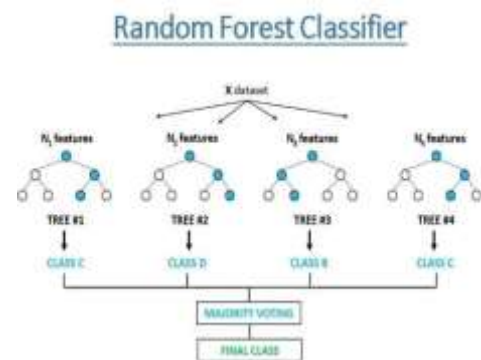 Random Forest Classifier
X dataset
N₁ features N₂ features N₃ features N₄ features
TREE #1 TREE #2 TREE #3 TREE #4
CLASS C CLASS D CLASS B CLASS C
MAJORITY VOTING
FINAL CLASS